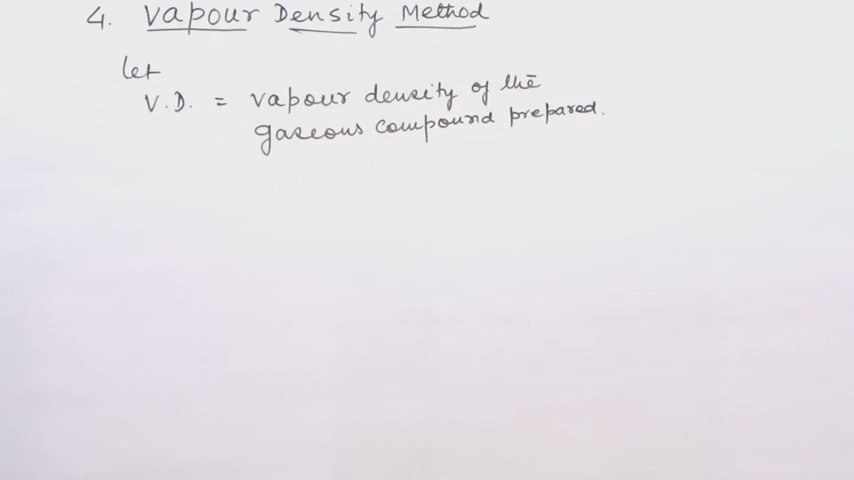 4. Vapour Density Method
let
V.D. = vapour density of the
gaseous compound prepared.